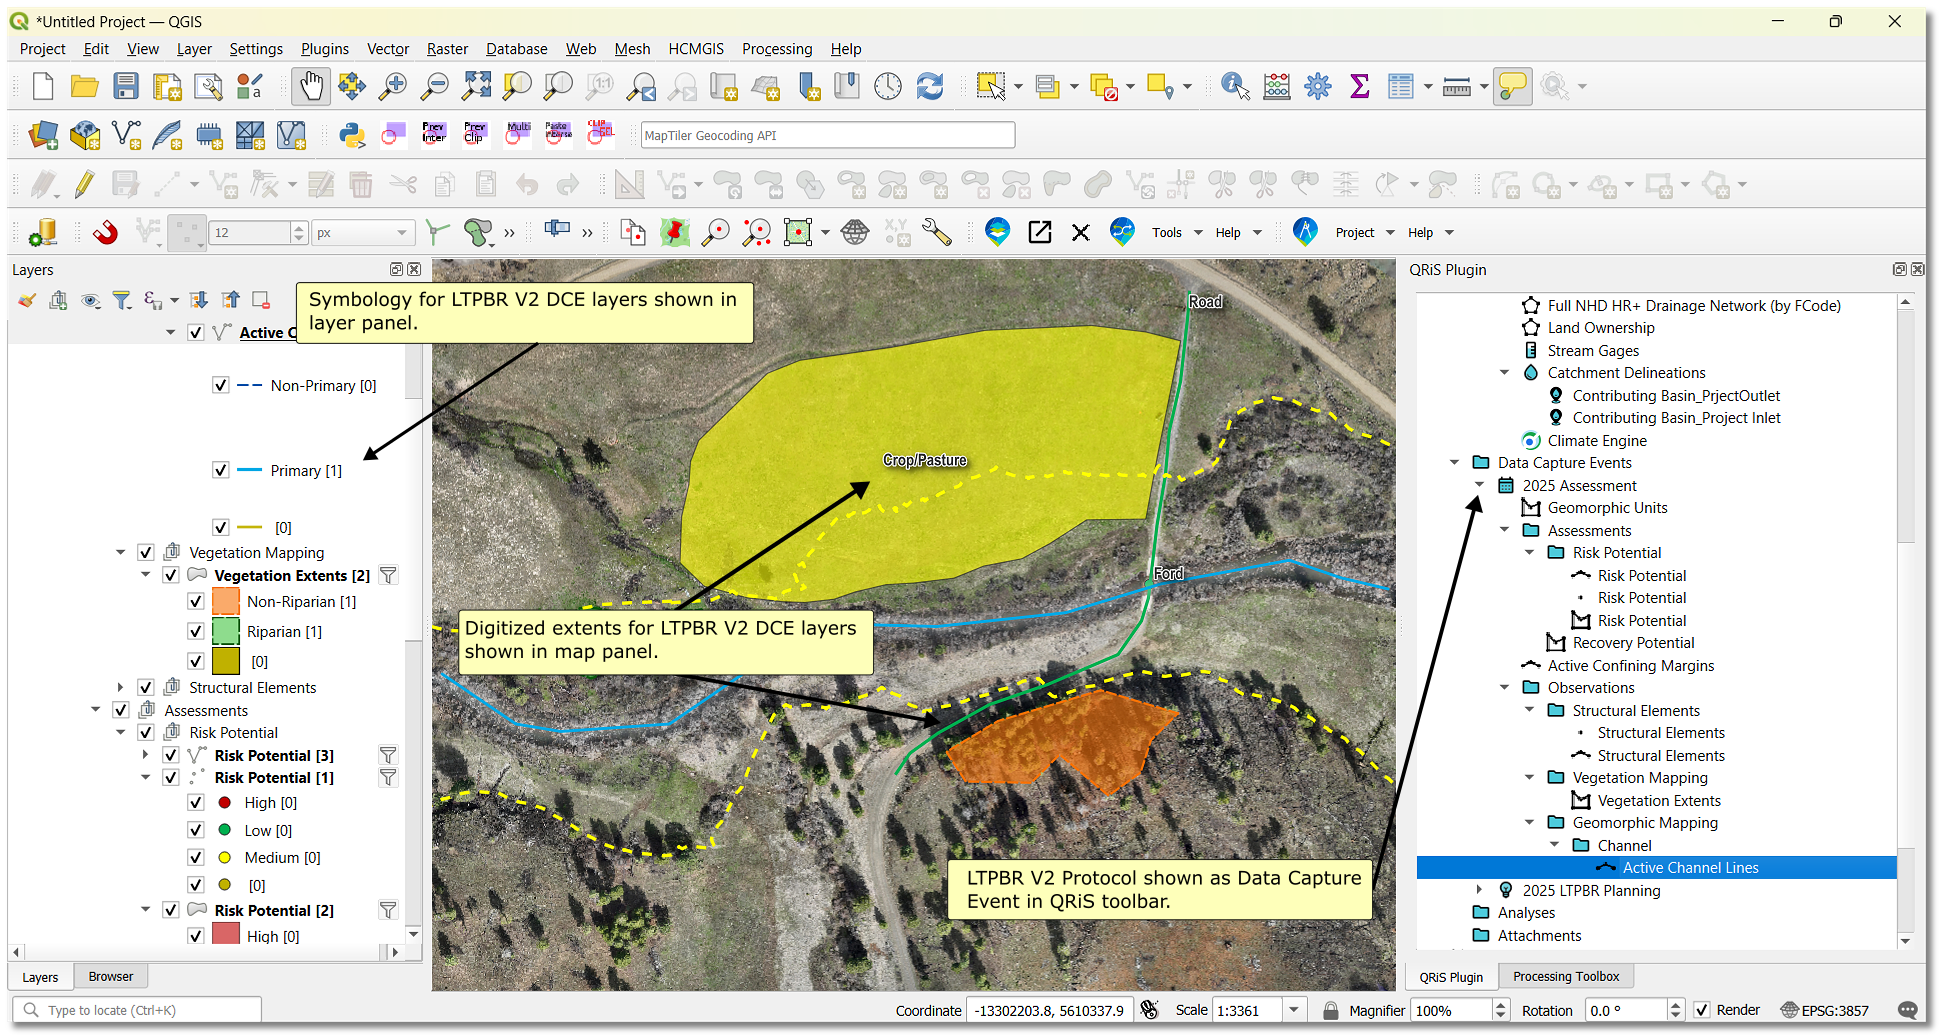 *Untitled Project — QGIS
Project Edit View Layer Settings Plugins Vector Raster Database Web Mesh HCMGIS Processing Help
1:1
a
Prev Inter
Prev Clip
Multi
MapTiler Geocoding API
12
px
X,Y
Tools Help Project Help
Layers
QRiS Plugin
Symbology for LTPBR V2 DCE layers shown in
layer panel.
Active C
Non-Primary [0]
Primary [1]
[0]
Vegetation Mapping
Vegetation Extents [2]
Non-Riparian [1]
Riparian [1]
[0]
Structural Elements
Assessments
Risk Potential
Risk Potential [3]
Risk Potential [1]
High [0]
Low [0]
Medium [0]
[0]
Risk Potential [2]
High [0]
Layers
Browser
Road
Crop/Pasture
Ford
Digitized extents for LTPBR V2 DCE layers
shown in map panel.
LTPBR V2 Protocol shown as Data Capture
Event in QRiS toolbar.
Full NHD HR+ Drainage Network (by FCode)
Land Ownership
Stream Gages
Catchment Delineations
Contributing Basin_PrjectOutlet
Contributing Basin_Project Inlet
Climate Engine
Data Capture Events
2025 Assessment
Geomorphic Units
Assessments
Risk Potential
Risk Potential
Risk Potential
Risk Potential
Recovery Potential
Active Confining Margins
Observations
Structural Elements
Structural Elements
Structural Elements
Vegetation Mapping
Vegetation Extents
Geomorphic Mapping
Channel
Active Channel Lines
2025 LTPBR Planning
Analyses
Attachments
QRiS Plugin
Processing Toolbox
Type to locate (Ctrl+K)
Coordinate -13302203.8, 5610337.9 Scale 1:3361 Magnifier 100% Rotation 0.0 ° Render EPSG:3857